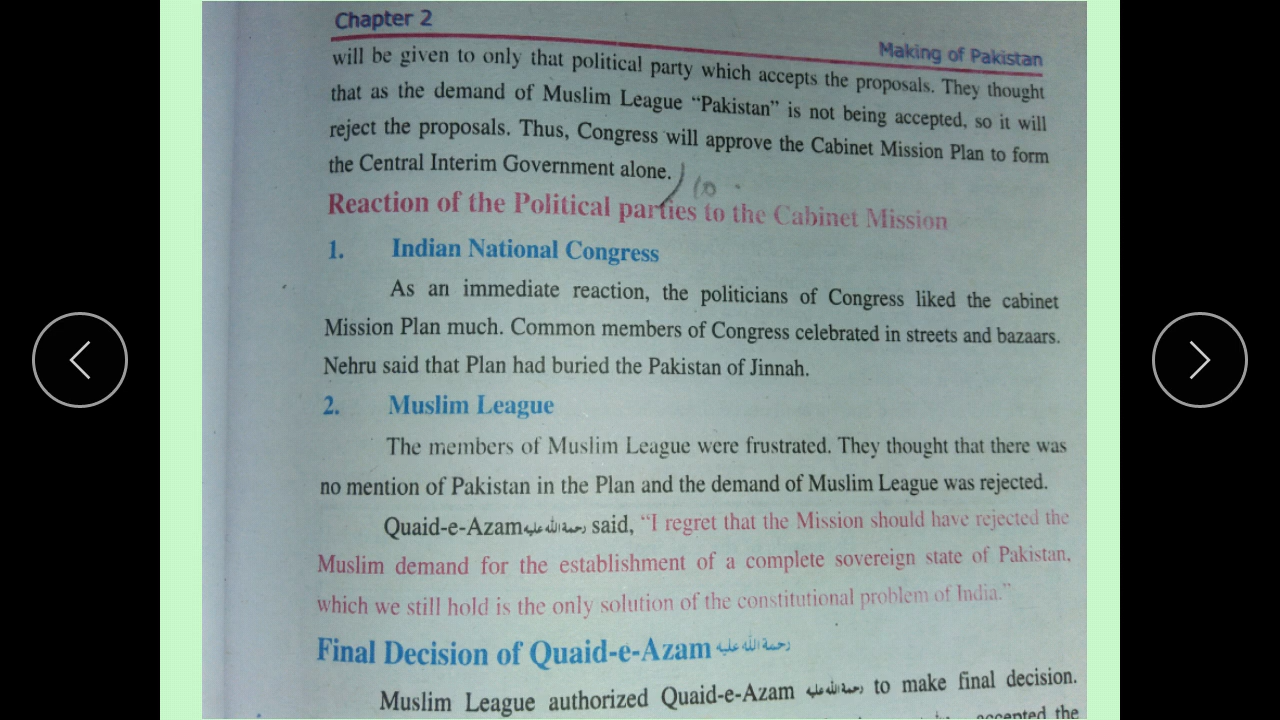 Chapter 2
Making of Pakistan
will be given to only that political party which accepts the proposals. They thought
that as the demand of Muslim League “Pakistan” is not being accepted, so it will
reject the proposals. Thus, Congress will approve the Cabinet Mission Plan to form
the Central Interim Government alone.
10
Reaction of the Political parties to the Cabinet Mission
1. Indian National Congress
As an immediate reaction, the politicians of Congress liked the cabinet
Mission Plan much. Common members of Congress celebrated in streets and bazaars.
Nehru said that Plan had buried the Pakistan of Jinnah.
2. Muslim League
The members of Muslim League were frustrated. They thought that there was
no mention of Pakistan in the Plan and the demand of Muslim League was rejected.
Quaid-e-Azam رحمة الله عليه said, “I regret that the Mission should have rejected the
Muslim demand for the establishment of a complete sovereign state of Pakistan,
which we still hold is the only solution of the constitutional problem of India.”
Final Decision of Quaid-e-Azam رحمة الله عليه
Muslim League authorized Quaid-e-Azam رحمة الله عليه to make final decision.
accepted the